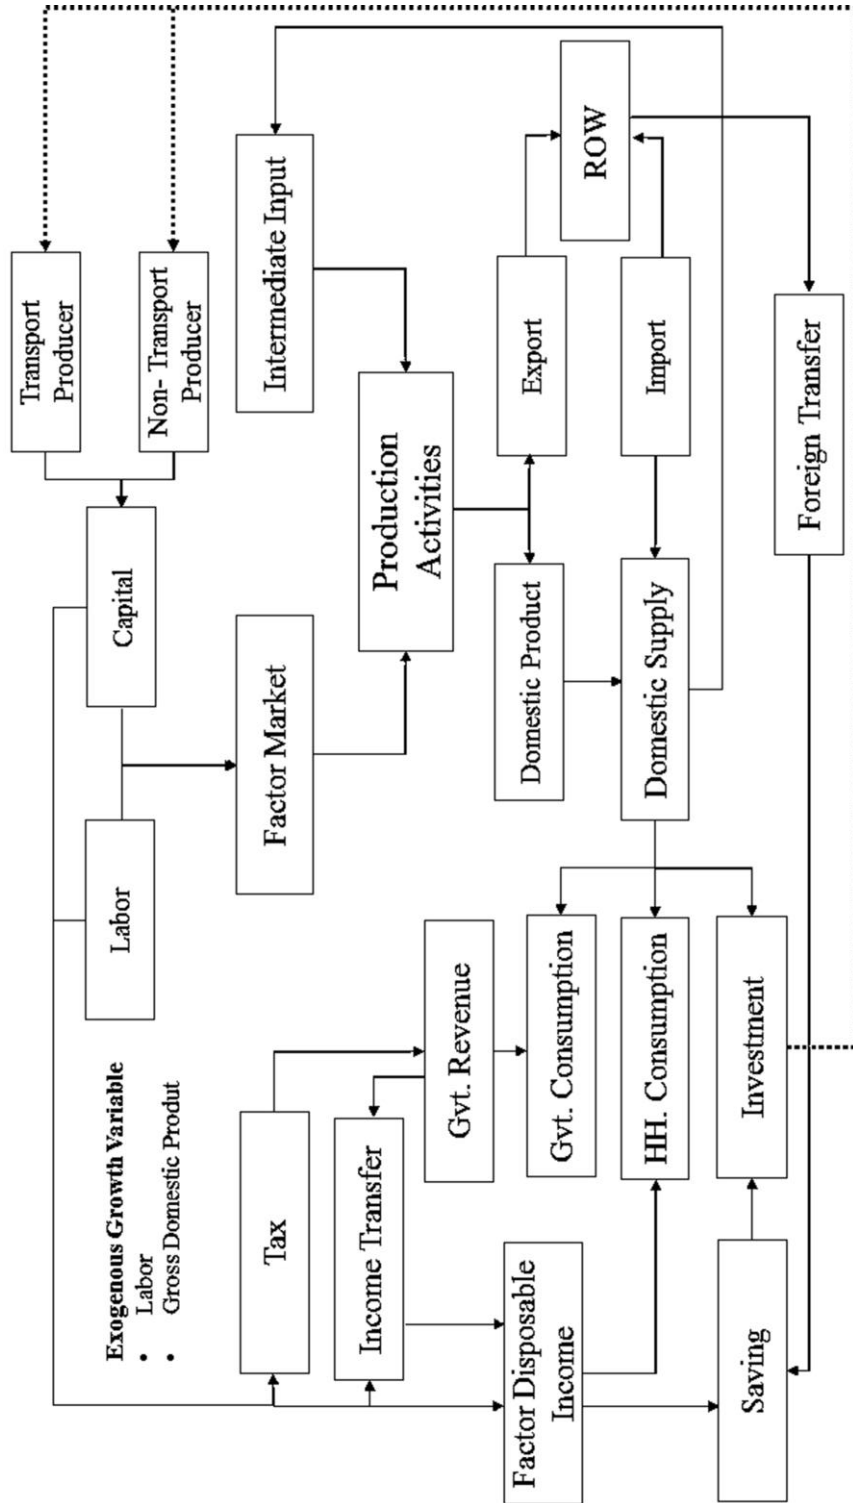 Exogenous Growth Variable
• Labor
• Gross Domestic Produt
Labor
Capital
Transport
Producer
Non- Transport
Producer
Tax
Factor Market
Intermediate Input
Income Transfer
Gvt. Revenue
Production
Activities
Factor Disposable
Income
Gvt. Consumption
Domestic Product
Export
ROW
HH. Consumption
Domestic Supply
Import
Saving
Investment
Foreign Transfer